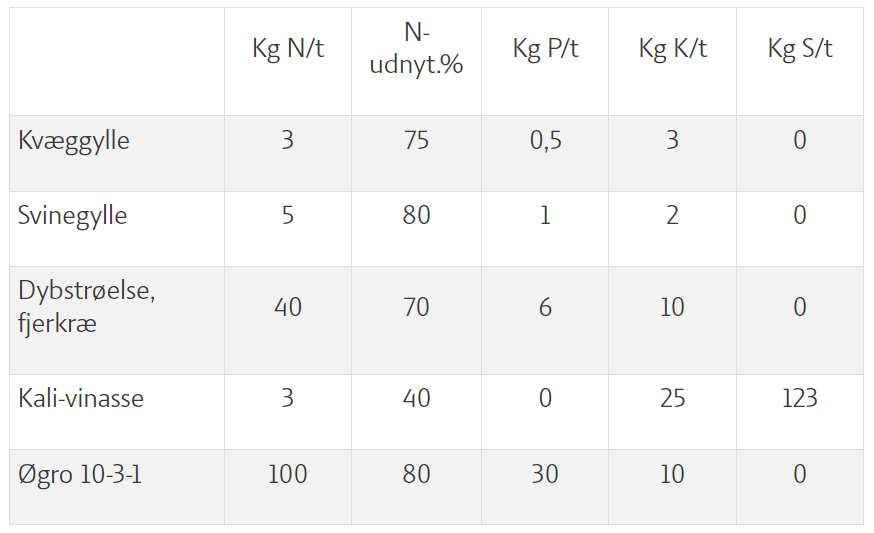 Kg N/t N-udnyt.% Kg P/t Kg K/t Kg S/t
Kvæggylle 3 75 0,5 3 0
Svinegylle 5 80 1 2 0
Dybstrøelse, fjerkræ 40 70 6 10 0
Kali-vinasse 3 40 0 25 123
Øgro 10-3-1 100 80 30 10 0